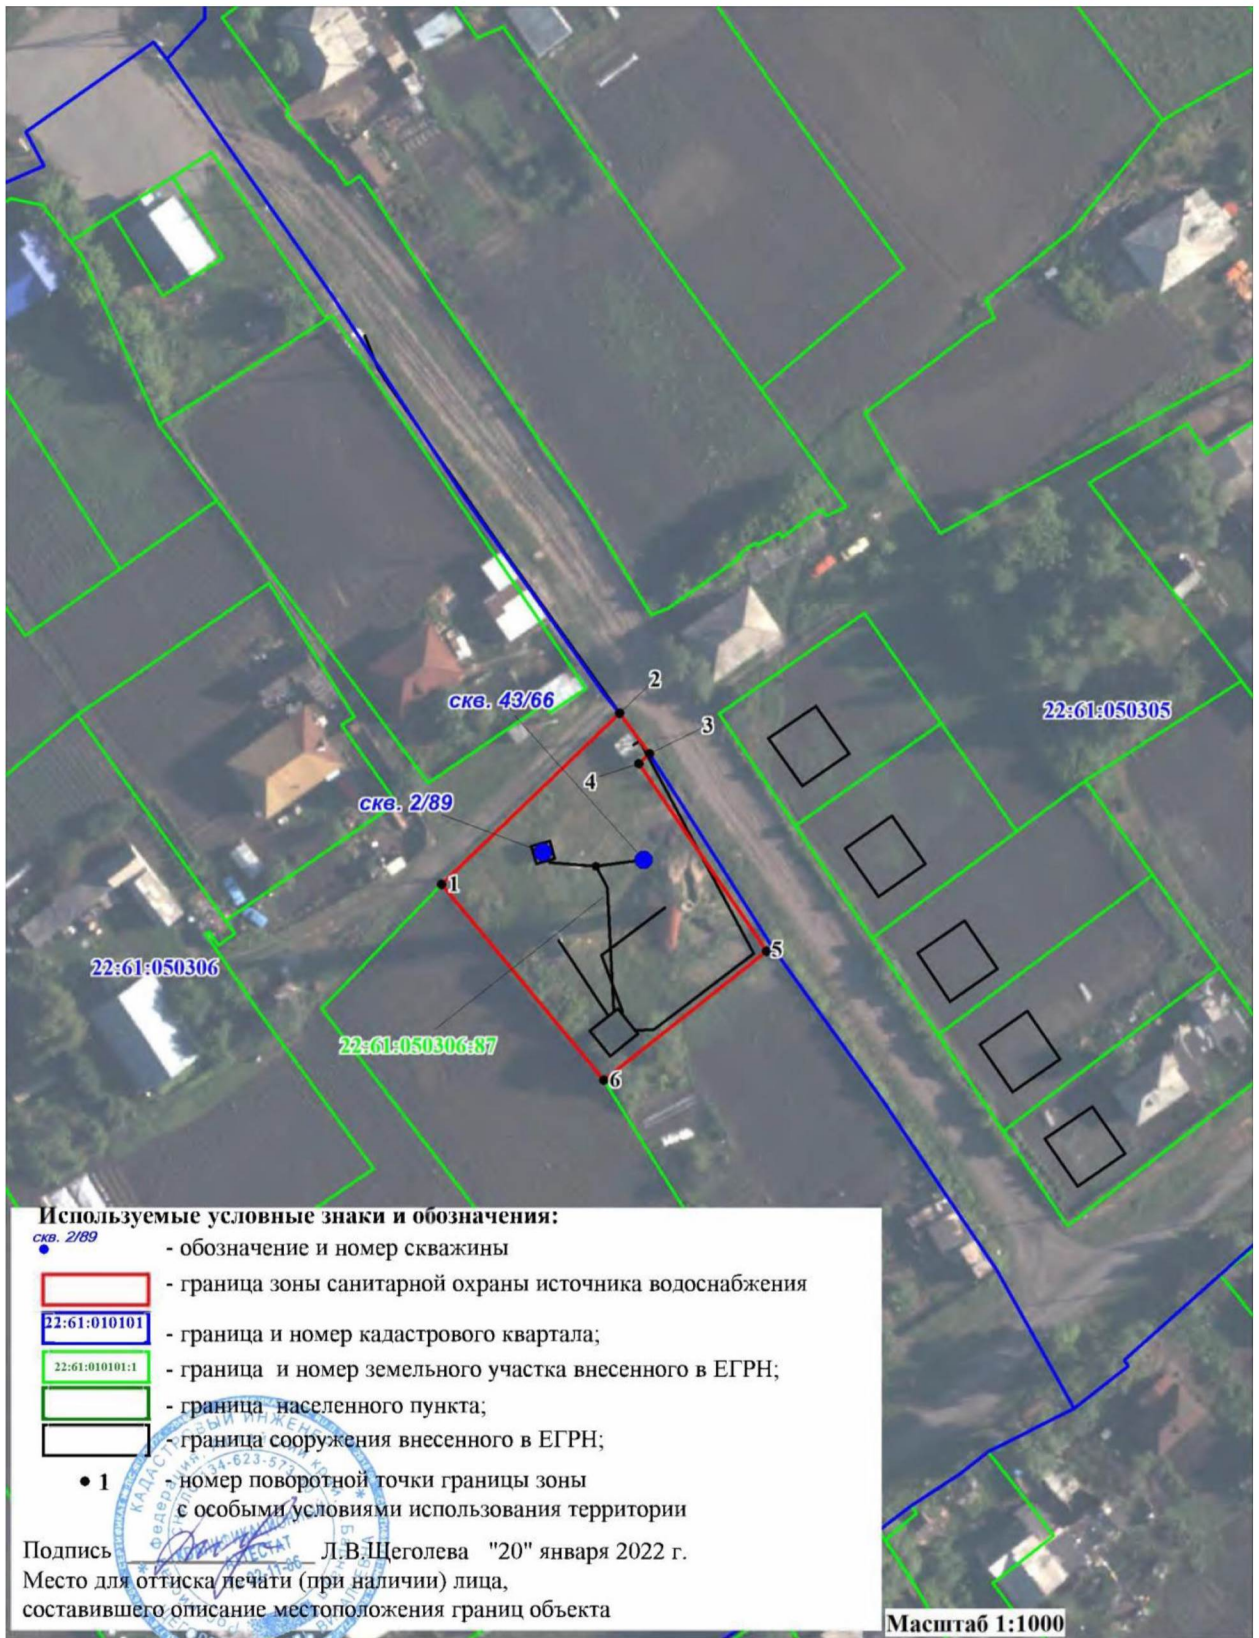 2
скв. 43/66
3
22:61:050305
4
скв. 2/89
1
5
22:61:050306
22:61:050306:87
6
Используемые условные знаки и обозначения:
скв. 2/89
- обозначение и номер скважины
- граница зоны санитарной охраны источника водоснабжения
22:61:010101
- граница и номер кадастрового квартала;
22:61:010101:1
- граница и номер земельного участка внесенного в ЕГРН;
- граница населенного пункта;
- граница сооружения внесенного в ЕГРН;
1
- номер поворотной точки границы зоны
с особыми условиями использования территории
КАДАСТРОВЫЙ ИНЖЕНЕР
Подпись Л.В.Щеголева "20" января 2022 г.
Место для оттиска печати (при наличии) лица,
составившего описание местоположения границ объекта
Масштаб 1:1000